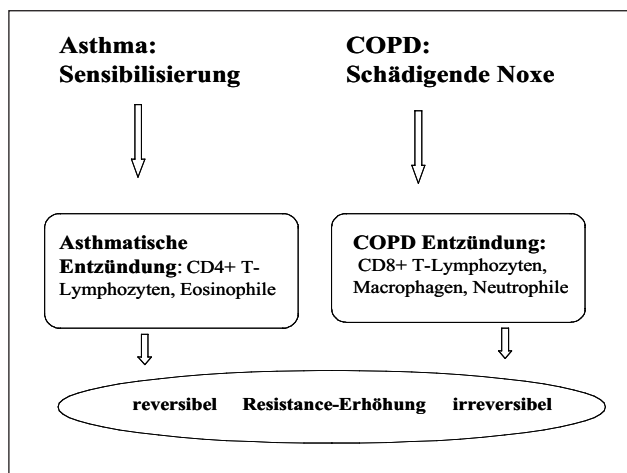 Asthma:
Sensibilisierung
COPD:
Schädigende Noxe
Asthmatische
Entzündung: CD4+ T-
Lymphozyten, Eosinophile
COPD Entzündung:
CD8+ T-Lymphozyten,
Macrophagen, Neutrophile
reversibel Resistance-Erhöhung irreversibel